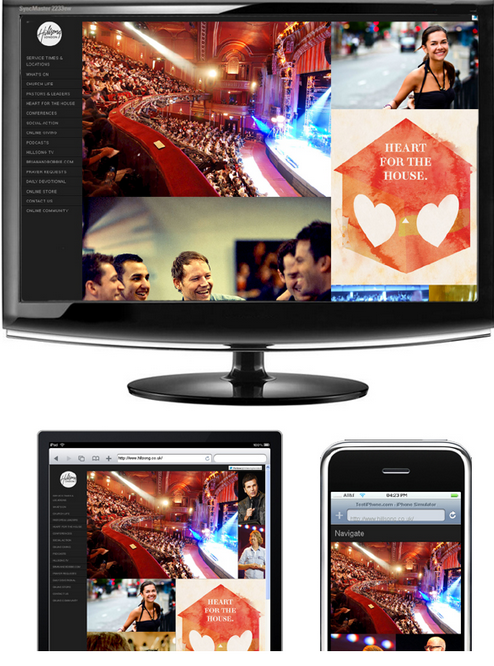 SyncMaster 2233sw
Hillsong
LONDON
SERVICE TIMES &
LOCATIONS
WHAT'S ON
CHURCH LIFE
PASTORS & LEADERS
HEART FOR THE HOUSE
CONFERENCES
SOCIAL ACTION
ONLINE GIVING
PODCASTS
HILLSONG TV
BRIANANDBOBBIE.COM
PRAYER REQUESTS
DAILY DEVOTIONAL
ONLINE STORE
CONTACT US
ONLINE COMMUNITY
HEART
FOR THE
HOUSE.
iPad
http://www.hillsong.co.uk/
Hillsong
HEART
FOR THE
HOUSE.
AT&T 04:23 PM
TestiPhone.com - iPhone Simulator
http://www.hillsong.co.uk/
Navigate